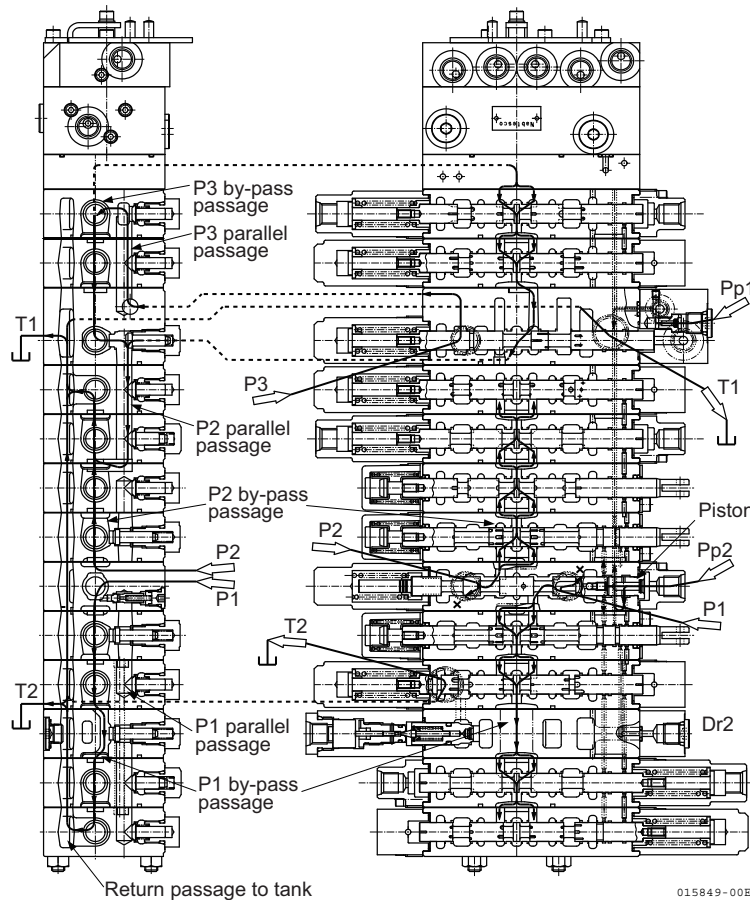 Nabtesco
P3 by-pass
passage
P3 parallel
passage
Pp1
T1
P3
T1
P2 parallel
passage
P2 by-pass
passage
Piston
P2
P2
Pp2
P1
P1
T2
T2
P1 parallel
passage
Dr2
P1 by-pass
passage
Return passage to tank
015849-00E